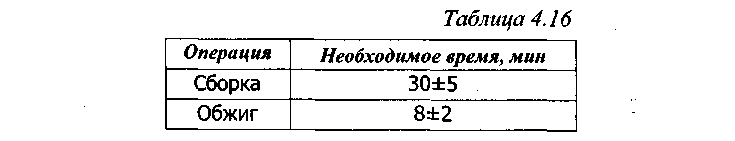 Таблица 4.16
Операция Необходимое время, мин
Сборка 30±5
Обжиг 8±2